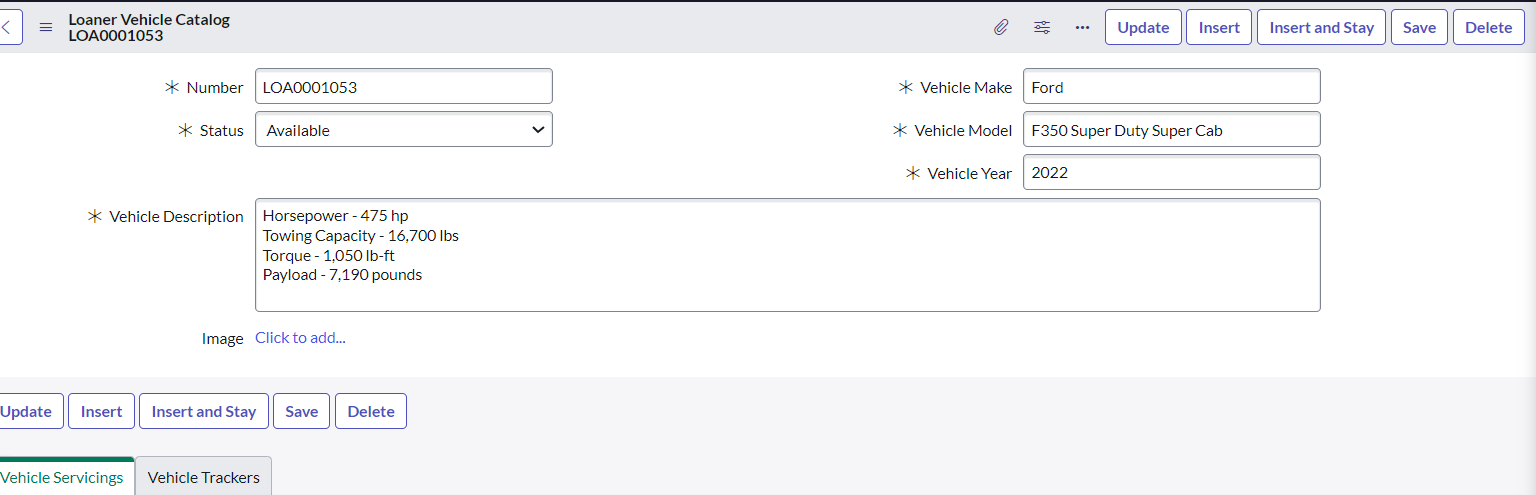 Loaner Vehicle Catalog
LOA0001053
Update
Insert
Insert and Stay
Save
Delete
Number
LOA0001053
Vehicle Make
Ford
Status
Available
Vehicle Model
F350 Super Duty Super Cab
Vehicle Year
2022
Vehicle Description
Horsepower - 475 hp
Towing Capacity - 16,700 lbs
Torque - 1,050 lb-ft
Payload - 7,190 pounds
Image
Click to add...
Update
Insert
Insert and Stay
Save
Delete
Vehicle Servicings
Vehicle Trackers